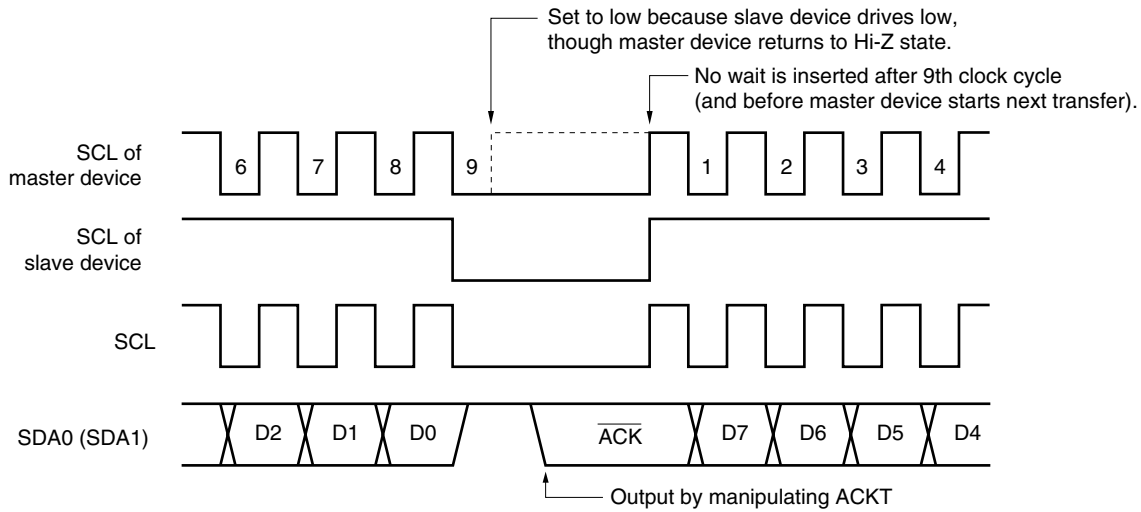 Set to low because slave device drives low,
though master device returns to Hi-Z state.
No wait is inserted after 9th clock cycle
(and before master device starts next transfer).
SCL of
master device
6 7 8 9 1 2 3 4
SCL of
slave device
SCL
SDA0 (SDA1)
D2 D1 D0 ACK D7 D6 D5 D4
Output by manipulating ACKT